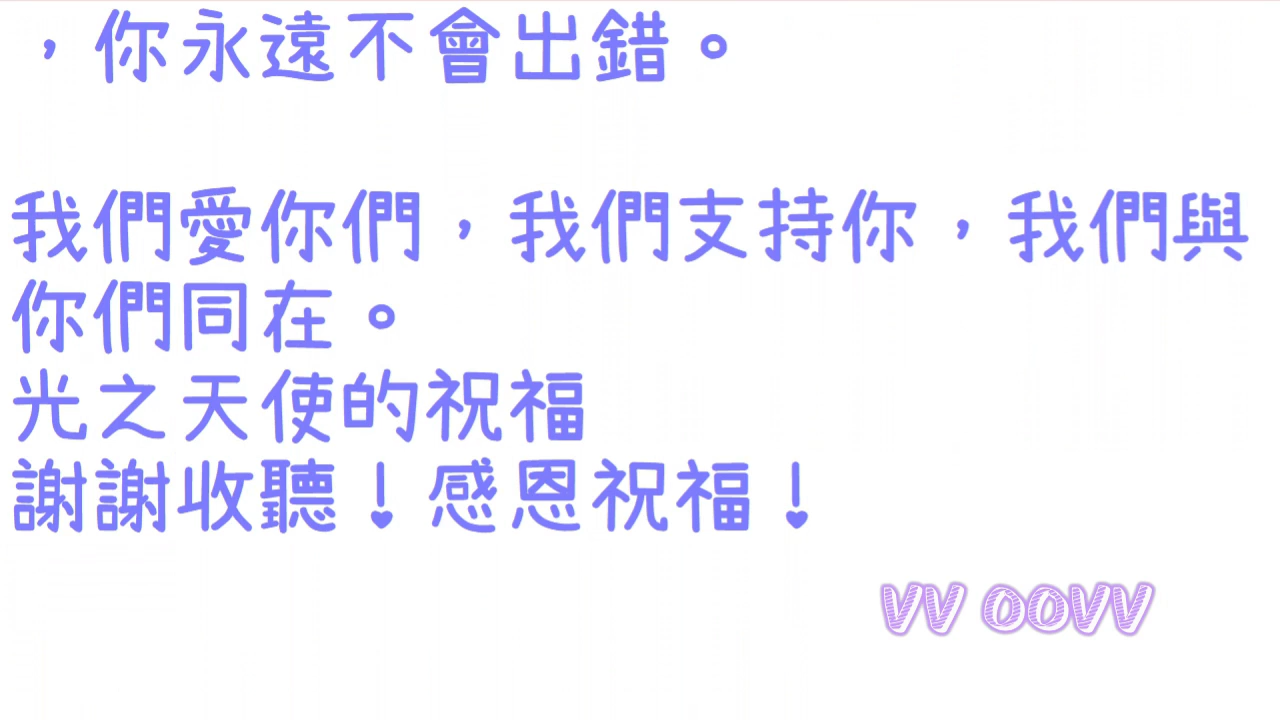 ，你永遠不會出錯。
我們愛你們，我們支持你，我們與
你們同在。
光之天使的祝福
謝謝收聽！感恩祝福！
VV OOVV